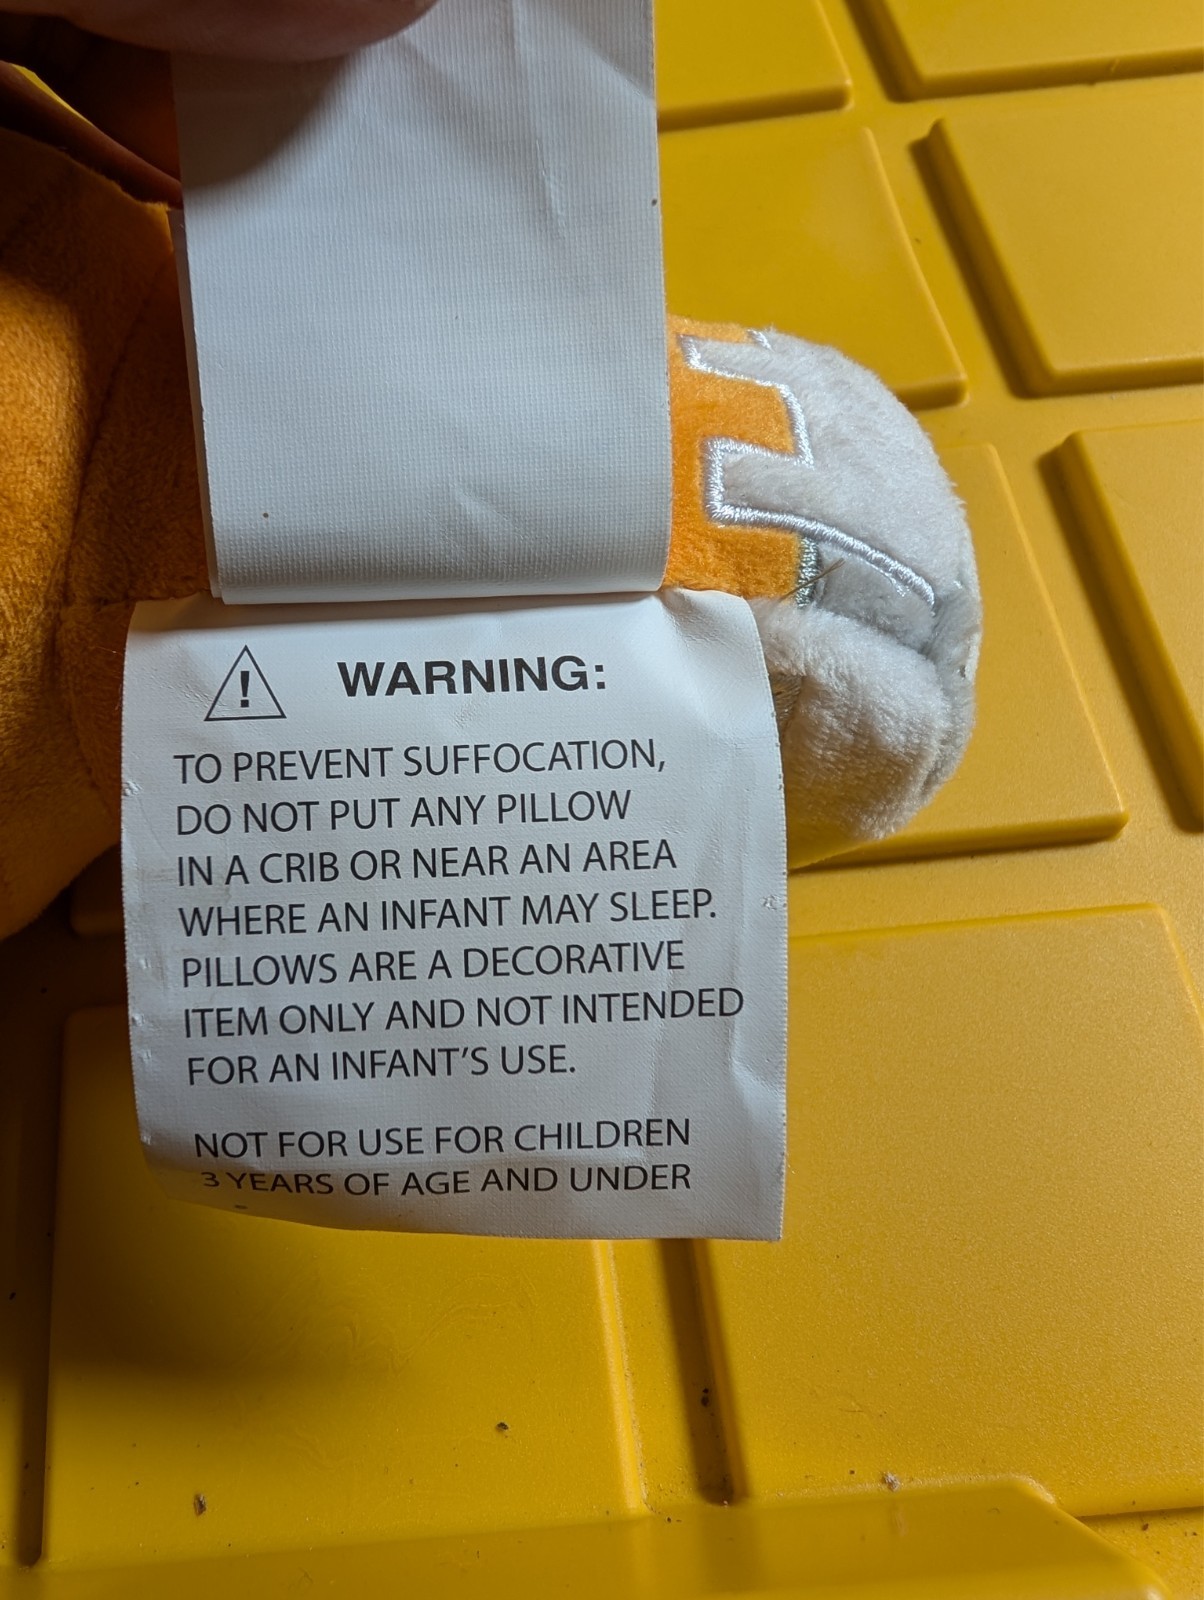 ! WARNING:
TO PREVENT SUFFOCATION,
DO NOT PUT ANY PILLOW
IN A CRIB OR NEAR AN AREA
WHERE AN INFANT MAY SLEEP.
PILLOWS ARE A DECORATIVE
ITEM ONLY AND NOT INTENDED
FOR AN INFANT'S USE.
NOT FOR USE FOR CHILDREN
3 YEARS OF AGE AND UNDER